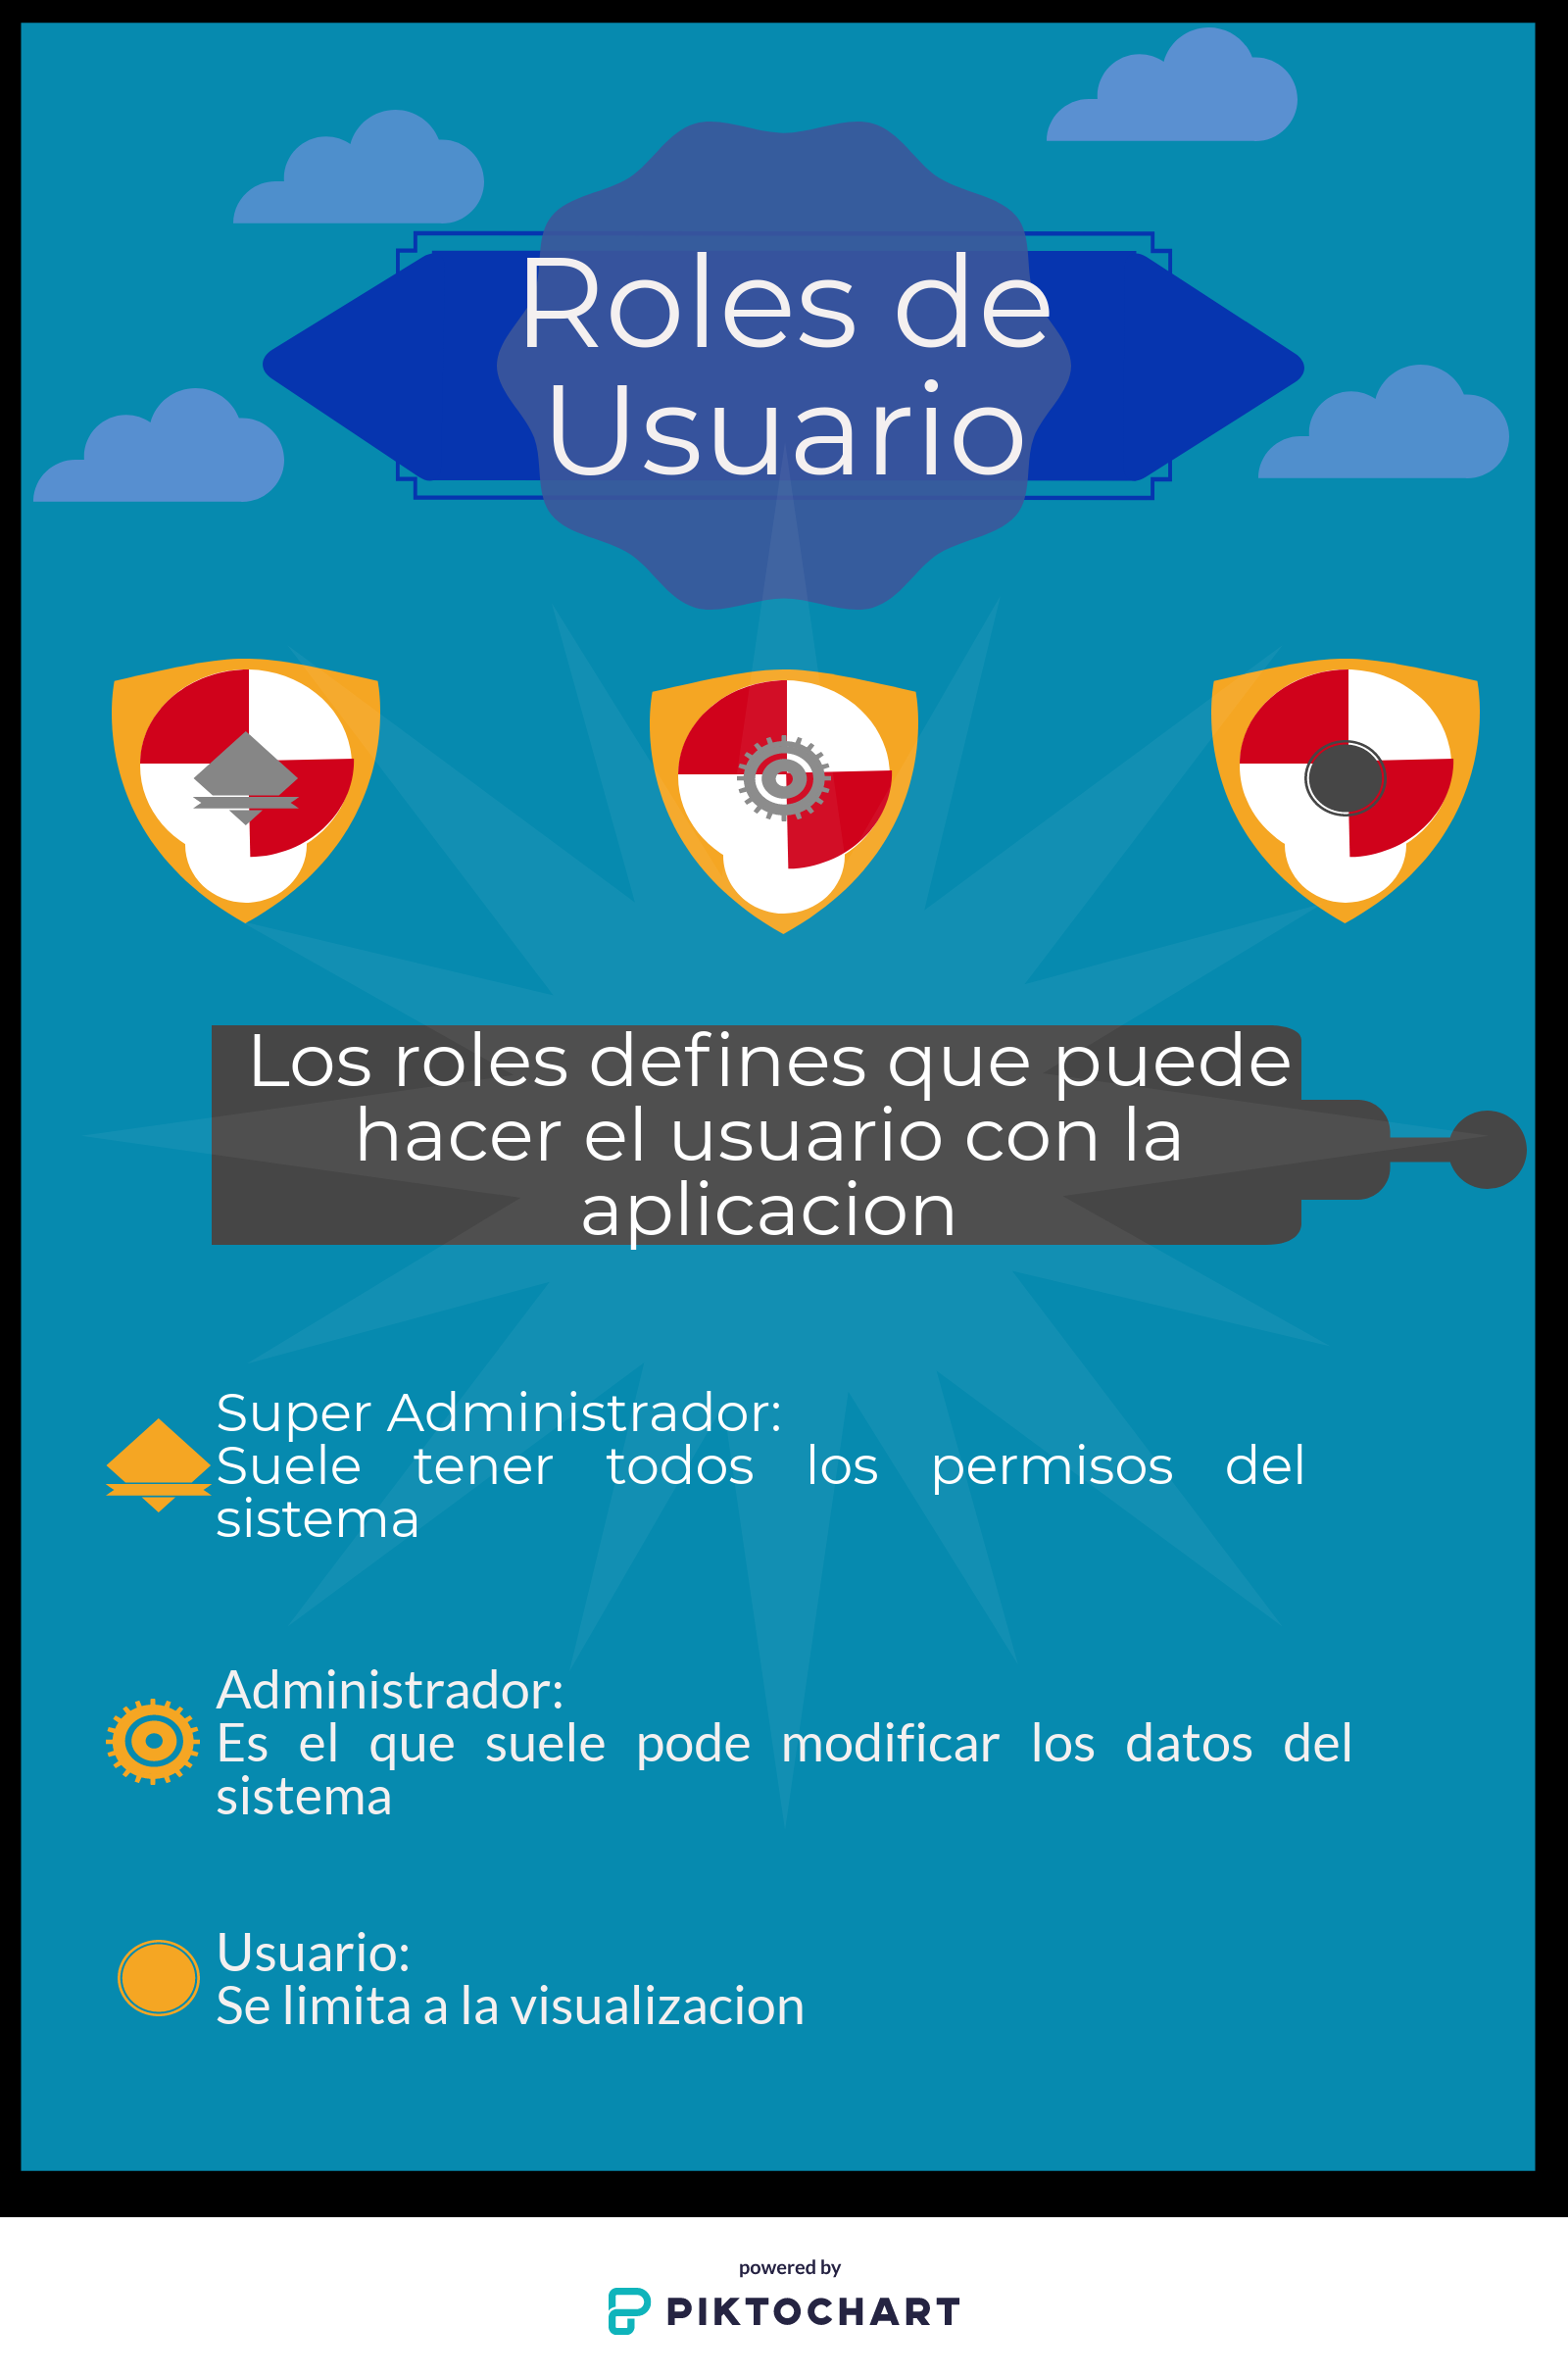 Roles de
Usuario
Los roles defines que puede
hacer el usuario con la
aplicacion
Super Administrador:
Suele tener todos los permisos del
sistema
Administrador:
Es el que suele pode modificar los datos del
sistema
Usuario:
Se limita a la visualizacion
powered by
PIKTOCHART